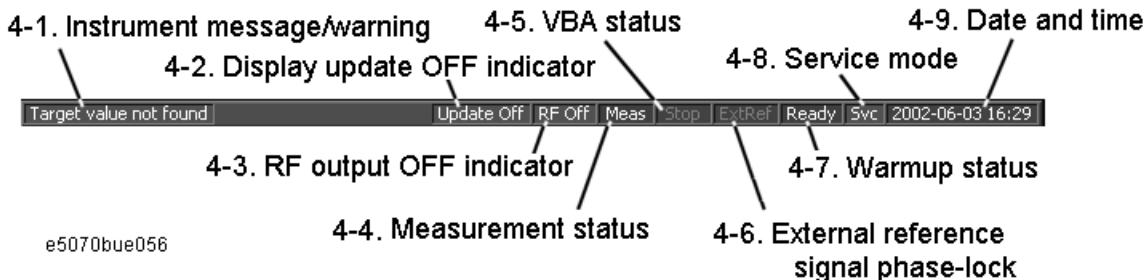 4-1. Instrument message/warning
4-5. VBA status
4-9. Date and time
4-2. Display update OFF indicator
4-8. Service mode
Target value not found Update Off RF Off Meas Stop ExtRef Ready Svc 2002-06-03 16:29
4-3. RF output OFF indicator
4-7. Warmup status
4-4. Measurement status
4-6. External reference
signal phase-lock
e5070bue056